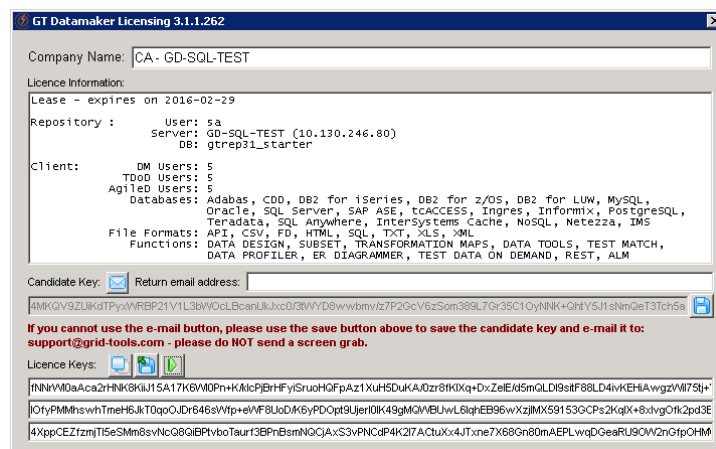 GT Datamaker Licensing 3.1.1.262
Company Name: CA - GD-SQL-TEST
Licence Information:
Lease - expires on 2016-02-29
Repository : User: sa
Server: GD-SQL-TEST (10.130.246.80)
DB: gtrep31_starter
Client: DM Users: 5
TDoD Users: 5
AgileD Users: 5
Databases: Adabas, CDD, DB2 for iSeries, DB2 for z/OS, DB2 for LUW, MySQL,
Oracle, SQL Server, SAP ASE, tcACCESS, Ingres, Informix, PostgreSQL,
Teradata, SQL Anywhere, InterSystems Cache, NoSQL, Netezza, IMS
File Formats: API, CSV, FD, HTML, SQL, TXT, XLS, XML
Functions: DATA DESIGN, SUBSET, TRANSFORMATION MAPS, DATA TOOLS, TEST MATCH,
DATA PROFILER, ER DIAGRAMMER, TEST DATA ON DEMAND, REST, ALM
Candidate Key: Return email address:
If you cannot use the e-mail button, please use the save button above to save the candidate key and e-mail it to:
support@grid-tools.com - please do NOT send a screen grab.
Licence Keys: